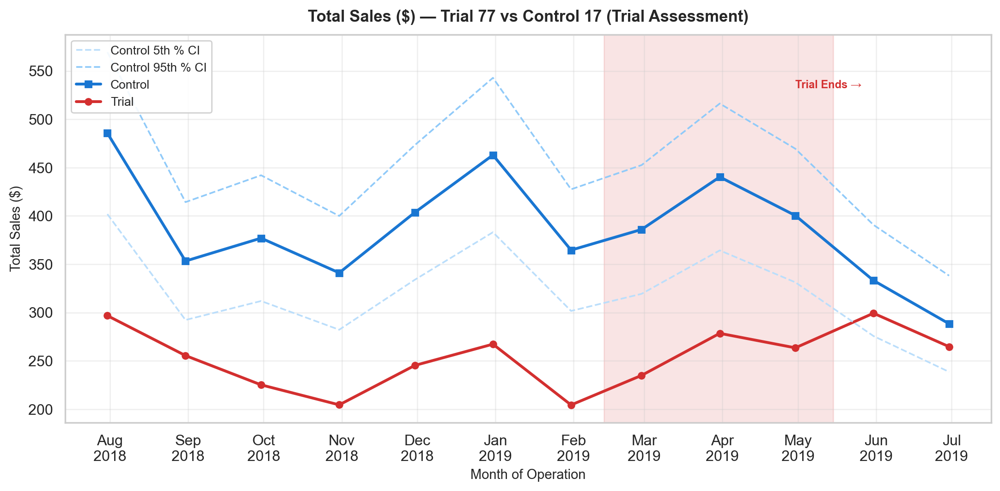 Total Sales ($) — Trial 77 vs Control 17 (Trial Assessment)
Control 5th % CI
Control 95th % CI
Control
Trial
Trial Ends →
Total Sales ($)
550
500
450
400
350
300
250
200
Aug Sep Oct Nov Dec Jan Feb Mar Apr May Jun Jul
2018 2018 2018 2018 2018 2019 2019 2019 2019 2019 2019 2019
Month of Operation